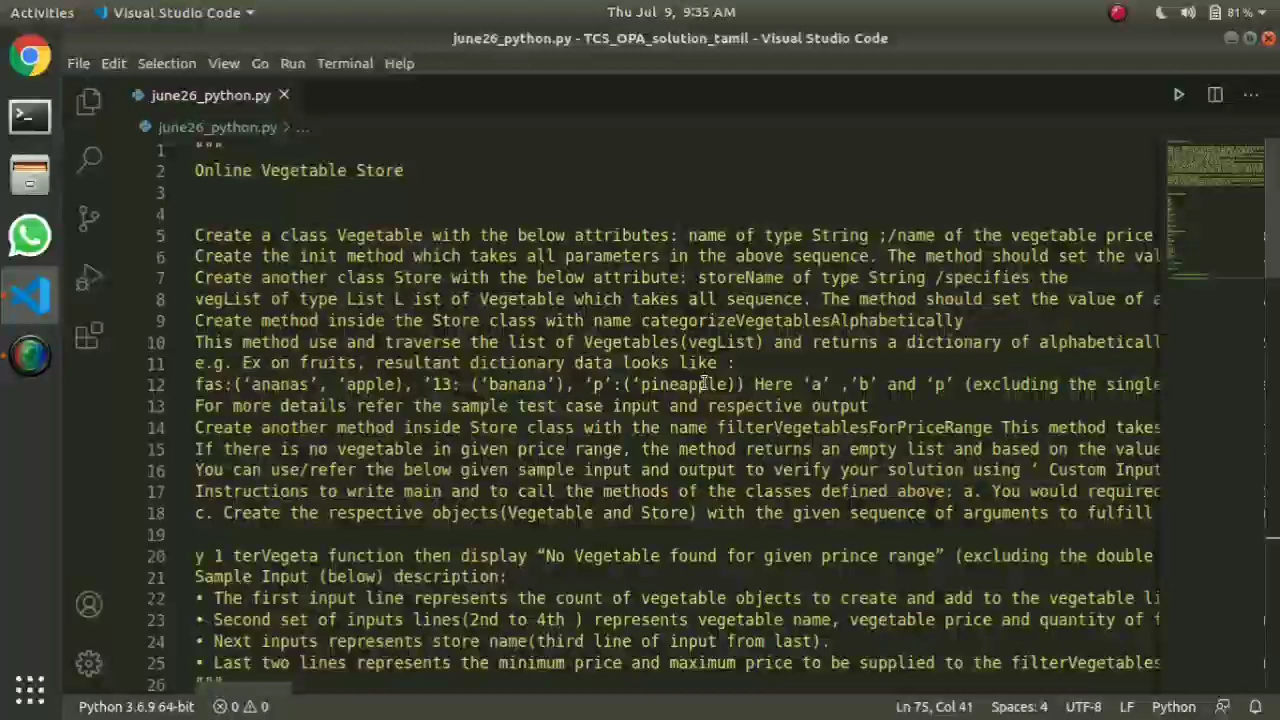 Activities Visual Studio Code Thu Jul 9, 9:35 AM 81%
june26_python.py - TCS_OPA_solution_tamil - Visual Studio Code
File Edit Selection View Go Run Terminal Help
june26_python.py
june26_python.py > ...
1 """
2 Online Vegetable Store
3
4
5 Create a class Vegetable with the below attributes: name of type String ;/name of the vegetable price
6 Create the init method which takes all parameters in the above sequence. The method should set the val
7 Create another class Store with the below attribute: storeName of type String /specifies the
8 vegList of type List L ist of Vegetable which takes all sequence. The method should set the value of a
9 Create method inside the Store class with name categorizeVegetablesAlphabetically
10 This method use and traverse the list of Vegetables(vegList) and returns a dictionary of alphabeticall
11 e.g. Ex on fruits, resultant dictionary data looks like :
12 fas:(‘ananas’, ‘apple), ’13: (‘banana’), ‘p’:(‘pineapple)) Here ‘a’ ,’b’ and ‘p’ (excluding the single
13 For more details refer the sample test case input and respective output
14 Create another method inside Store class with the name filterVegetablesForPriceRange This method takes
15 If there is no vegetable in given price range, the method returns an empty list and based on the value
16 You can use/refer the below given sample input and output to verify your solution using ‘ Custom Input
17 Instructions to write main and to call the methods of the classes defined above: a. You would required
18 c. Create the respective objects(Vegetable and Store) with the given sequence of arguments to fulfill
19
20 y 1 terVegeta function then display “No Vegetable found for given prince range” (excluding the double
21 Sample Input (below) description:
22 • The first input line represents the count of vegetable objects to create and add to the vegetable li
23 • Second set of inputs lines(2nd to 4th ) represents vegetable name, vegetable price and quantity of f
24 • Next inputs represents store name(third line of input from last).
25 • Last two lines represents the minimum price and maximum price to be supplied to the filterVegetables
26 """
Python 3.6.9 64-bit 0 0 Ln 75, Col 41 Spaces: 4 UTF-8 LF Python